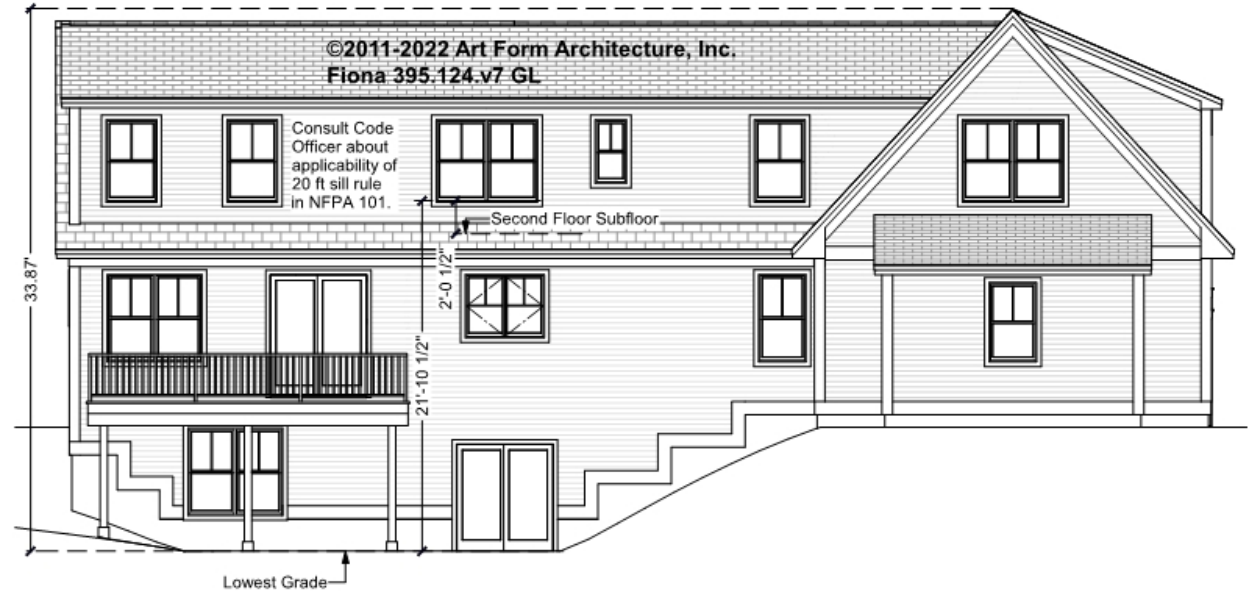 ©2011-2022 Art Form Architecture, Inc.
Fiona 395.124.v7 GL
Consult Code
Officer about
applicability of
20 ft sill rule
in NFPA 101.
Second Floor Subfloor
33.87'
2'-0 1/2"
21'-10 1/2"
Lowest Grade